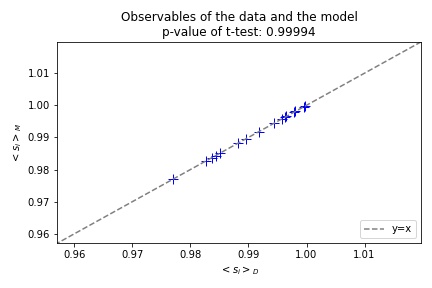 Observables of the data and the model
p-value of t-test: 0.99994
1.01
1.00
0.99
0.98
0.97
0.96
< s_i >_M
0.96
0.97
0.98
0.99
1.00
1.01
< s_i >_D
y=x